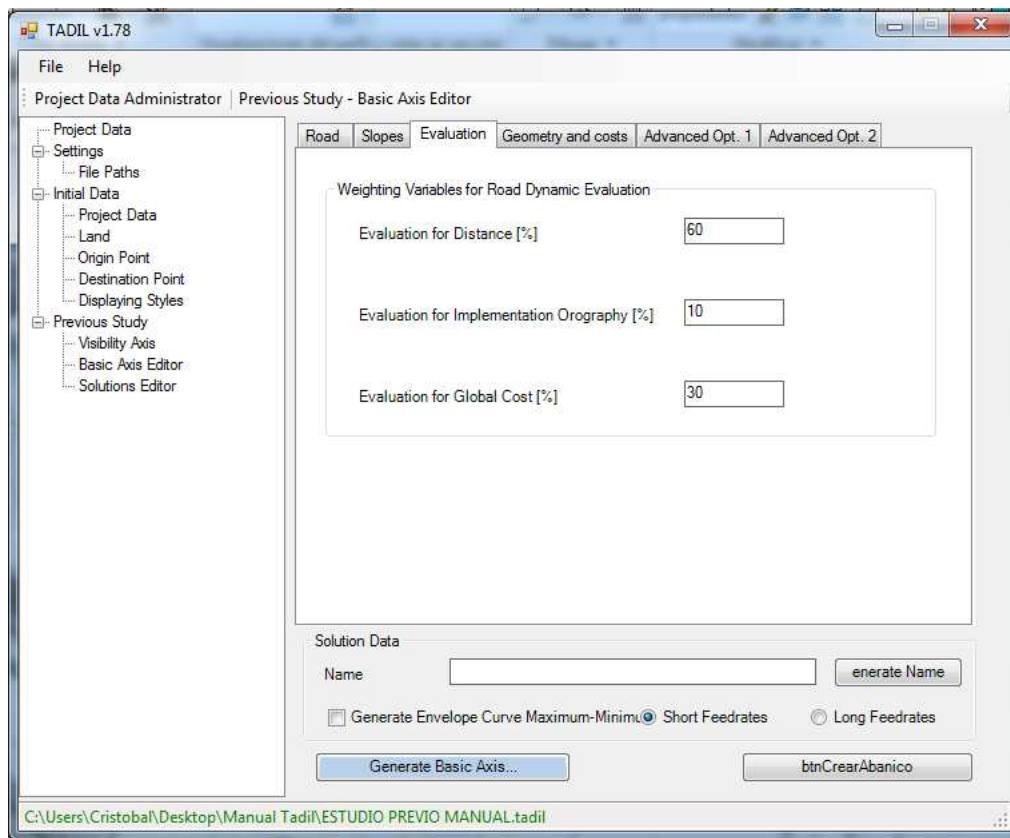 TADIL v1.78
File Help
Project Data Administrator Previous Study - Basic Axis Editor
Project Data
Settings
File Paths
Initial Data
Project Data
Land
Origin Point
Destination Point
Displaying Styles
Previous Study
Visibility Axis
Basic Axis Editor
Solutions Editor
Road Slopes Evaluation Geometry and costs Advanced Opt. 1 Advanced Opt. 2
Weighting Variables for Road Dynamic Evaluation
Evaluation for Distance [%] 60
Evaluation for Implementation Orography [%] 10
Evaluation for Global Cost [%] 30
Solution Data
Name enerate Name
Generate Envelope Curve Maximum-Minimu Short Feedrates Long Feedrates
Generate Basic Axis... btnCrearAbanico
C:\Users\Cristobal\Desktop\Manual Tadil\ESTUDIO PREVIO MANUAL.tadil